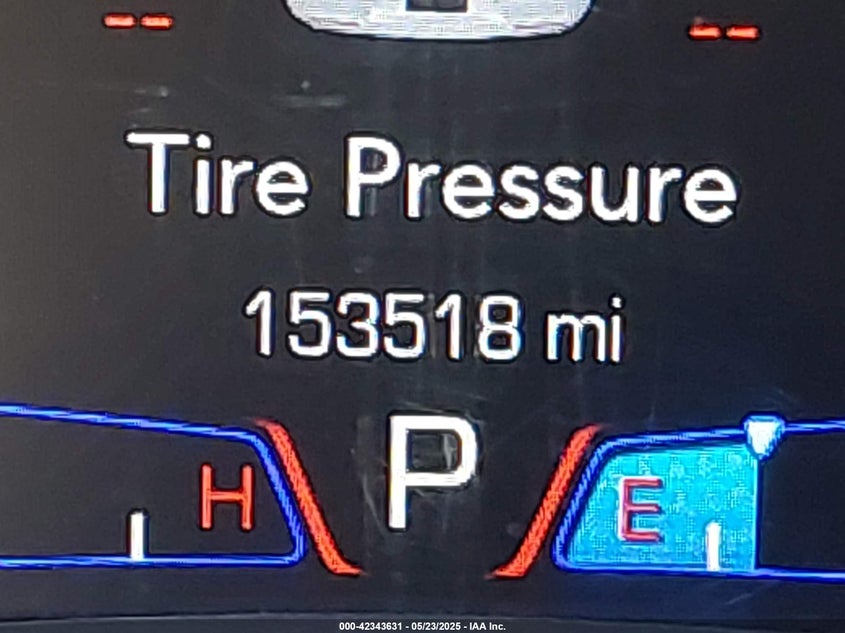 -- --
Tire Pressure
153518 mi
P
H E
000-42343631 - 05/23/2025 - IAA Inc.